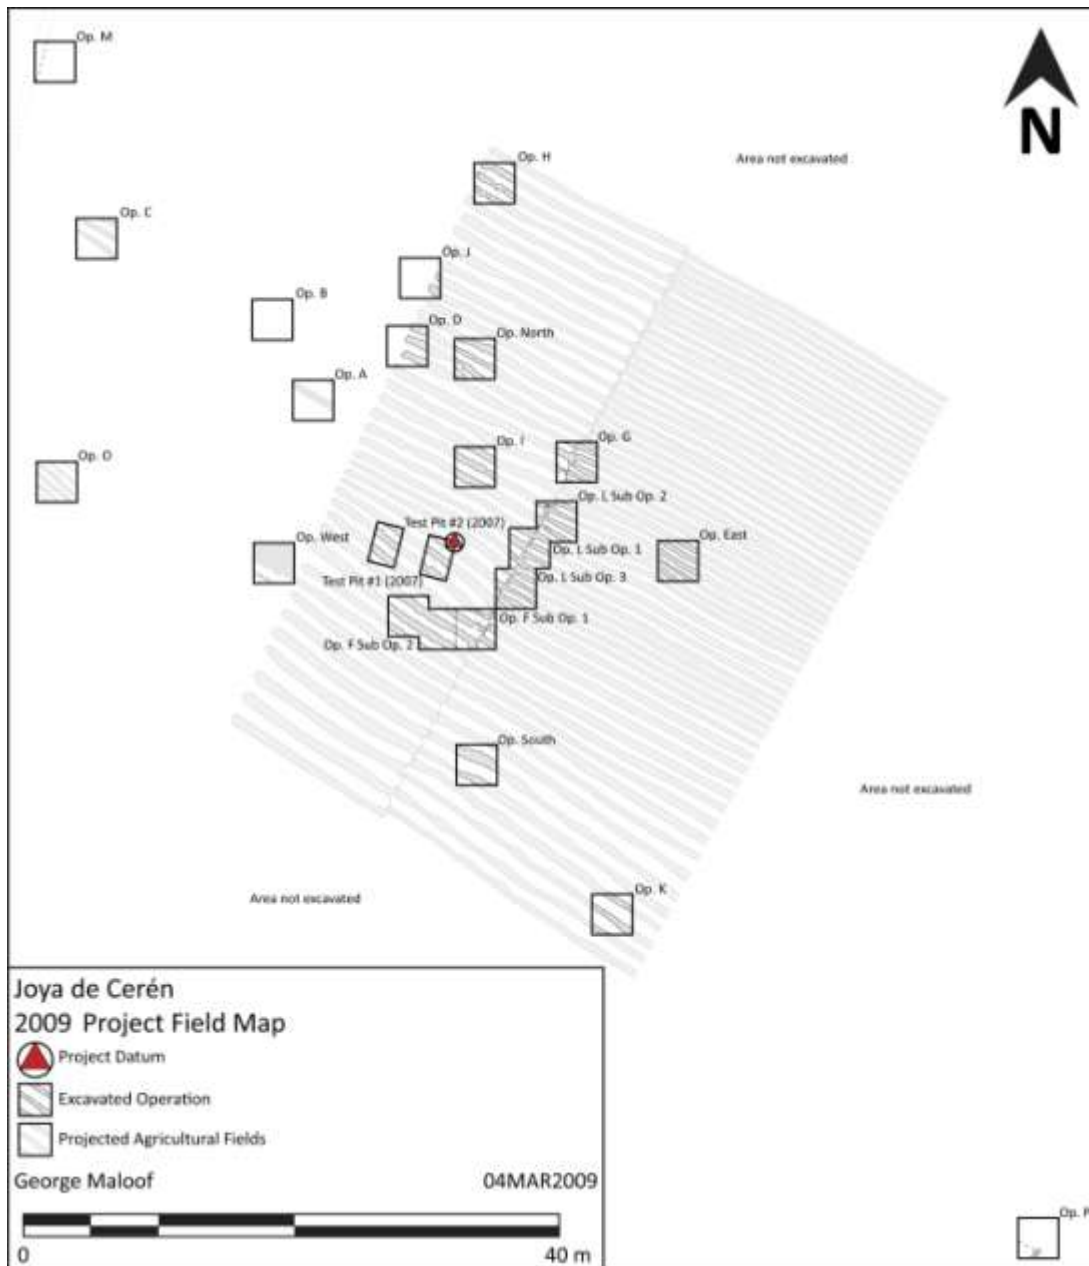 Op. M
Op. H
Area not excavated
N
Op. C
Op. J
Op. B
Op. D
Op. North
Op. A
Op. I
Op. G
Op. O
Op. L Sub Op. 2
Test Pit #2 (2007)
Op. West
Op. East
Op. L Sub Op. 1
Test Pit #1 (2007)
Op. L Sub Op. 3
Op. F Sub Op. 1
Op. F Sub Op. 2
Op. South
Area not excavated
Op. K
Area not excavated
Joya de Cerén
2009 Project Field Map
Project Datum
Excavated Operation
Projected Agricultural Fields
George Maloof 04MAR2009
0 40 m
Op. P